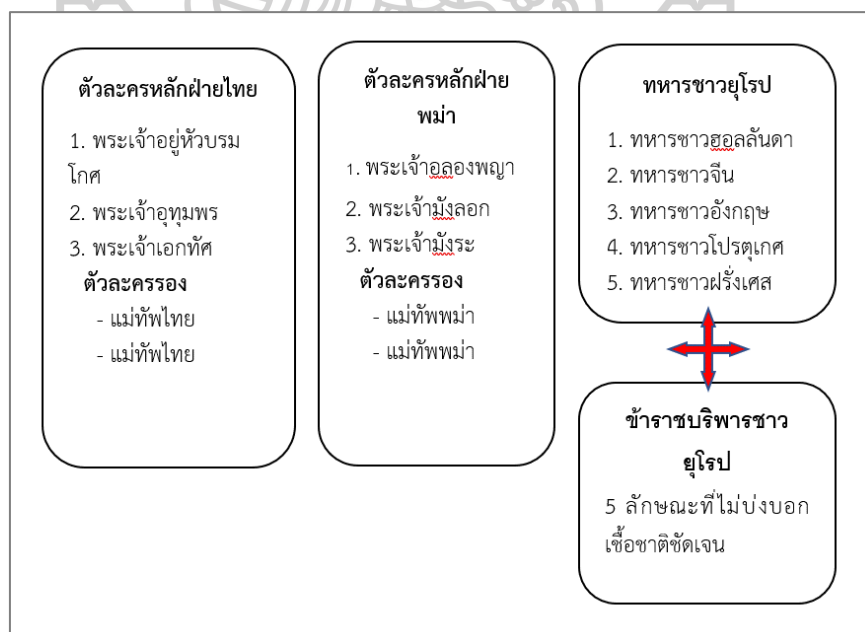 ตัวละครหลักฝ่ายไทย
1. พระเจ้าอยู่หัวบรม
โกศ
2. พระเจ้าอุทุมพร
3. พระเจ้าเอกทัศ
ตัวละครรอง
- แม่ทัพไทย
- แม่ทัพไทย
ตัวละครหลักฝ่าย
พม่า
1. พระเจ้าอลองพญา
2. พระเจ้ามังลอก
3. พระเจ้ามังระ
ตัวละครรอง
- แม่ทัพพม่า
- แม่ทัพพม่า
ทหารชาวยุโรป
1. ทหารชาวฮอลลันดา
2. ทหารชาวจีน
3. ทหารชาวอังกฤษ
4. ทหารชาวโปรตุเกศ
5. ทหารชาวฝรั่งเศส
ข้าราชบริพารชาว
ยุโรป
5 ลักษณะที่ไม่บ่งบอก
เชื้อชาติชัดเจน